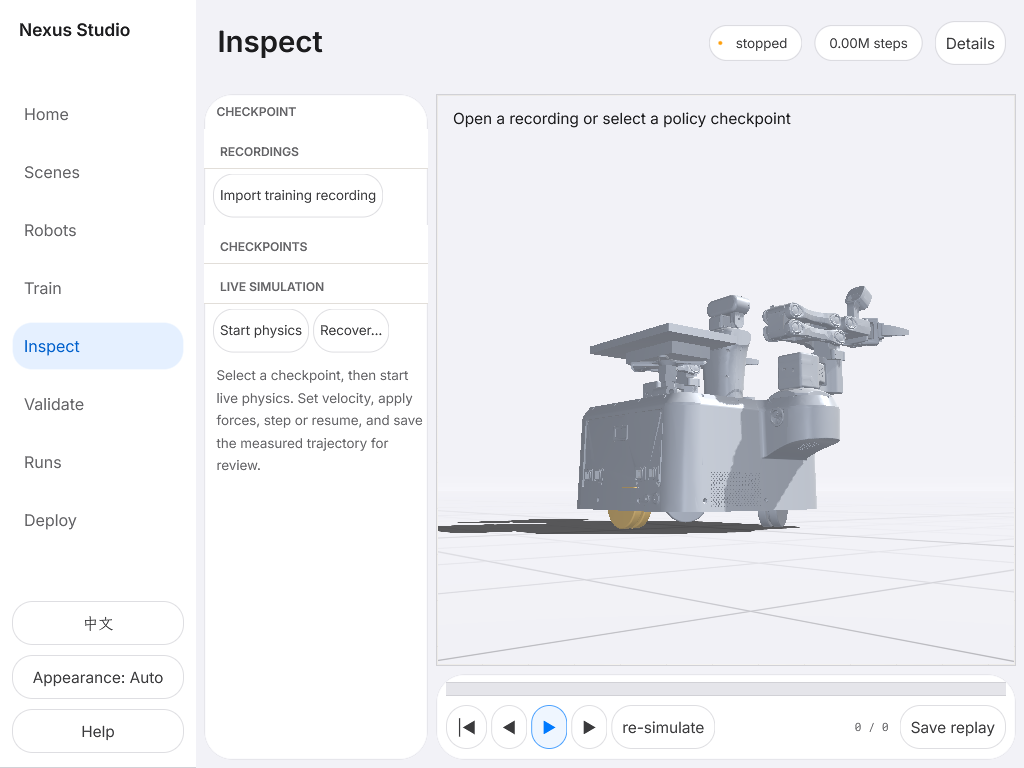 Nexus Studio
Home
Scenes
Robots
Train
Inspect
Validate
Runs
Deploy
中文
Appearance: Auto
Help
Inspect
stopped
0.00M steps
Details
CHECKPOINT
RECORDINGS
Import training recording
CHECKPOINTS
LIVE SIMULATION
Start physics
Recover...
Select a checkpoint, then start
live physics. Set velocity, apply
forces, step or resume, and save
the measured trajectory for
review.
Open a recording or select a policy checkpoint
re-simulate
0 / 0
Save replay